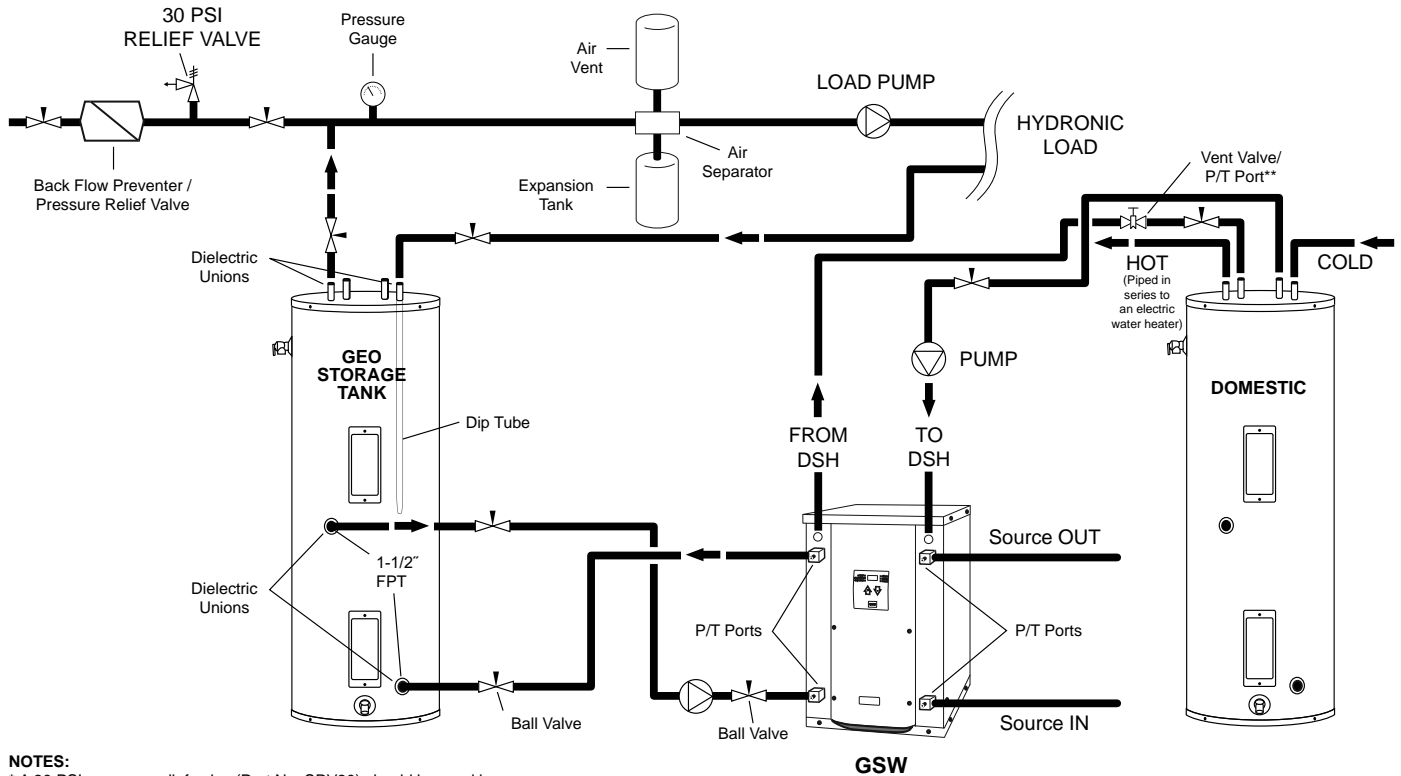 30 PSI
RELIEF VALVE
Pressure
Gauge
Air
Vent
LOAD PUMP
HYDRONIC
LOAD
Vent Valve/
P/T Port**
Back Flow Preventer /
Pressure Relief Valve
Air
Separator
Expansion
Tank
Dielectric
Unions
HOT
(Piped in
series to
an electric
water heater)
COLD
GEO
STORAGE
TANK
PUMP
DOMESTIC
Dip Tube
FROM
DSH
TO
DSH
Source OUT
1-1/2˝
FPT
Dielectric
Unions
P/T Ports
P/T Ports
Ball Valve
Ball Valve
Source IN
GSW
NOTES: